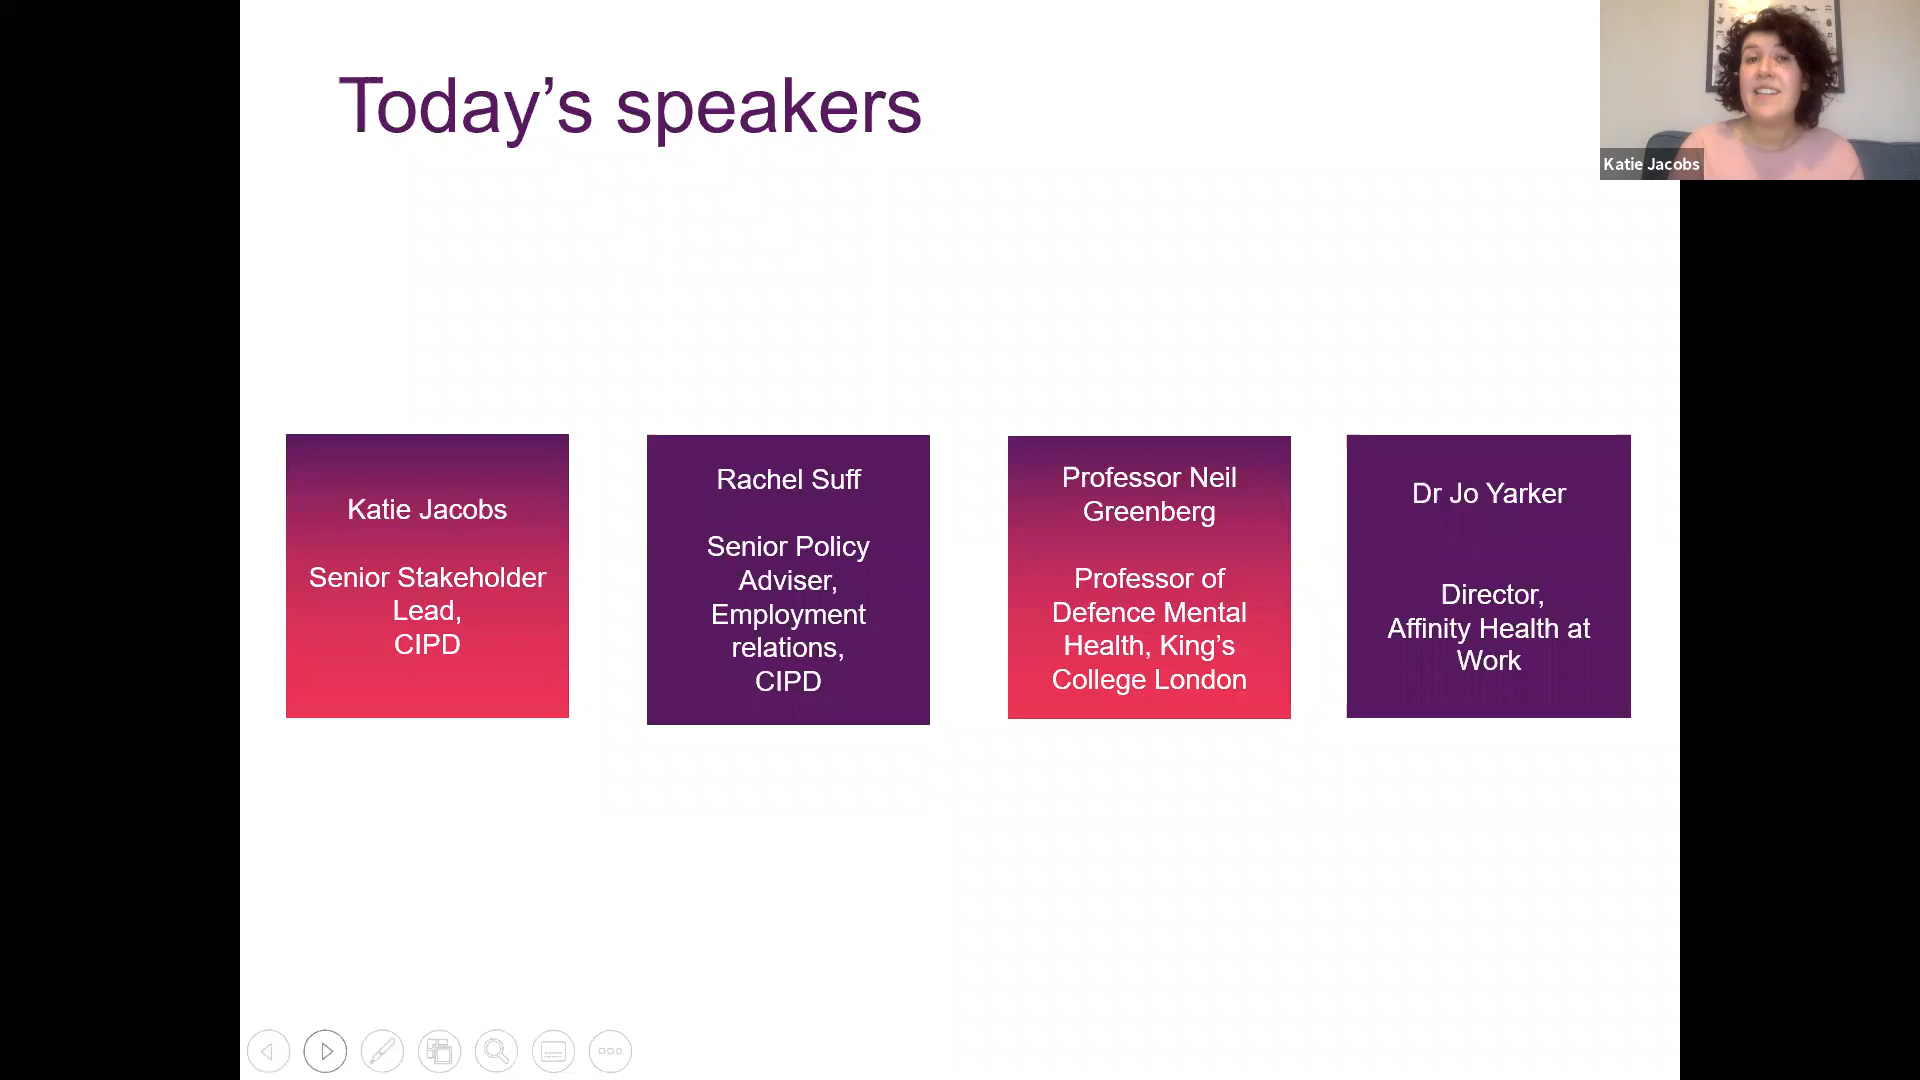 Today’s speakers
Katie Jacobs
Katie Jacobs
Senior Stakeholder
Lead,
CIPD
Rachel Suff
Senior Policy
Adviser,
Employment
relations,
CIPD
Professor Neil
Greenberg
Professor of
Defence Mental
Health, King’s
College London
Dr Jo Yarker
Director,
Affinity Health at
Work